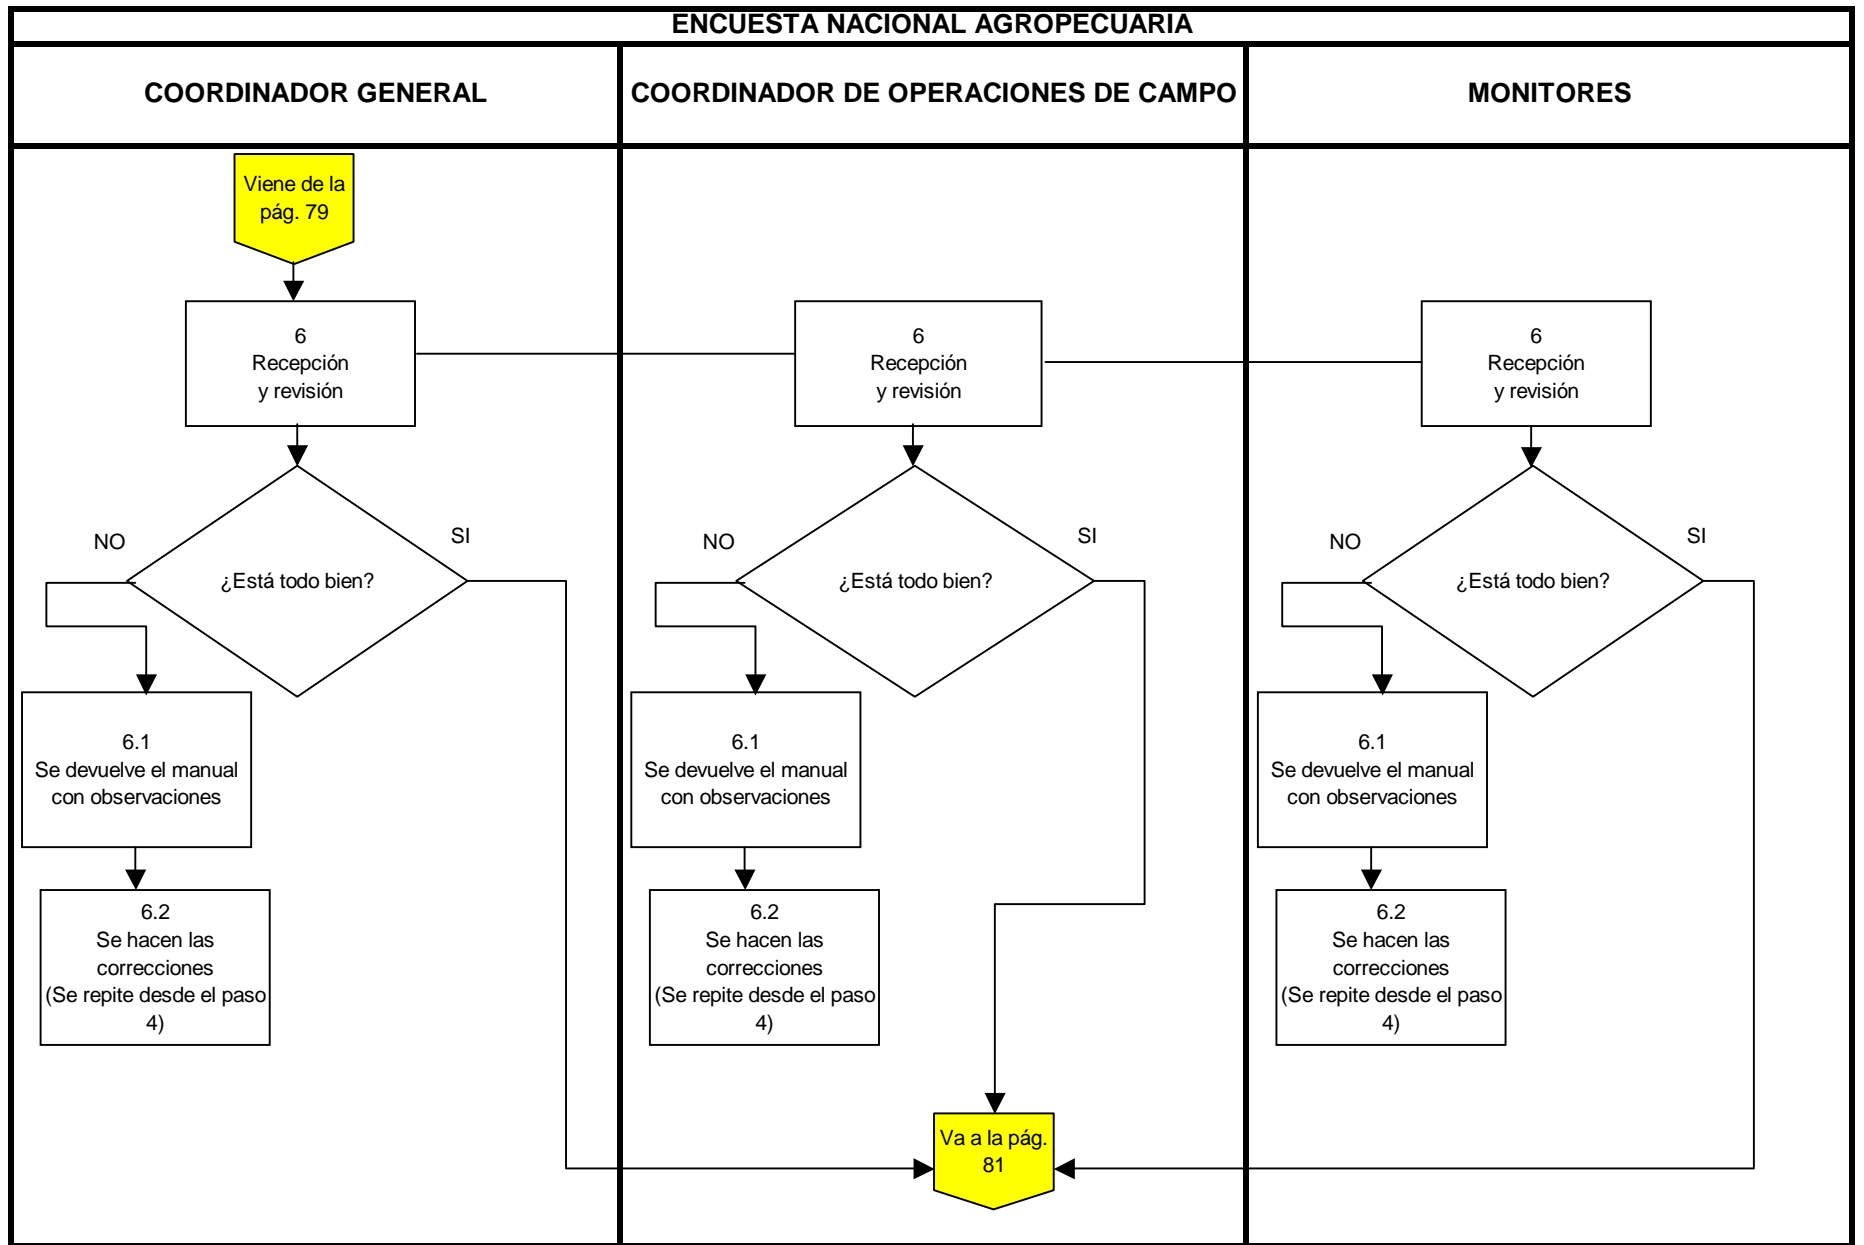 ENCUESTA NACIONAL AGROPECUARIA
COORDINADOR GENERAL
COORDINADOR DE OPERACIONES DE CAMPO
MONITORES
Viene de la
pág. 79
6
Recepción
y revisión
6
Recepción
y revisión
6
Recepción
y revisión
NO
¿Está todo bien?
SI
NO
¿Está todo bien?
SI
NO
¿Está todo bien?
SI
6.1
Se devuelve el manual
con observaciones
6.1
Se devuelve el manual
con observaciones
6.1
Se devuelve el manual
con observaciones
6.2
Se hacen las
correcciones
(Se repite desde el paso
4)
6.2
Se hacen las
correcciones
(Se repite desde el paso
4)
6.2
Se hacen las
correcciones
(Se repite desde el paso
4)
Va a la pág.
81